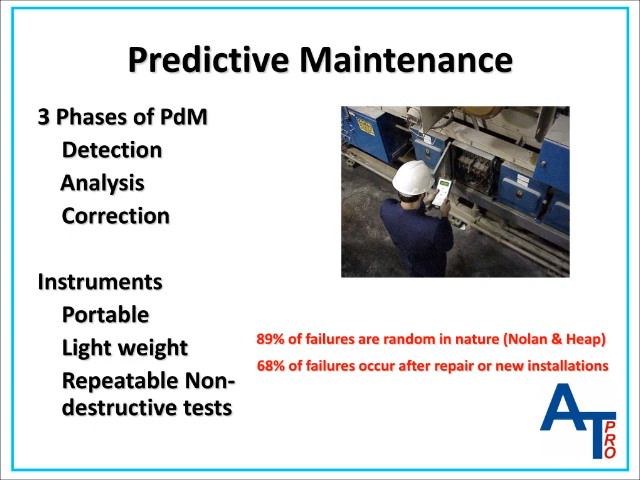 Predictive Maintenance
3 Phases of PdM
Detection
Analysis
Correction
Instruments
Portable
Light weight
Repeatable Non-
destructive tests
89% of failures are random in nature (Nolan & Heap)
68% of failures occur after repair or new installations
AT
PRO